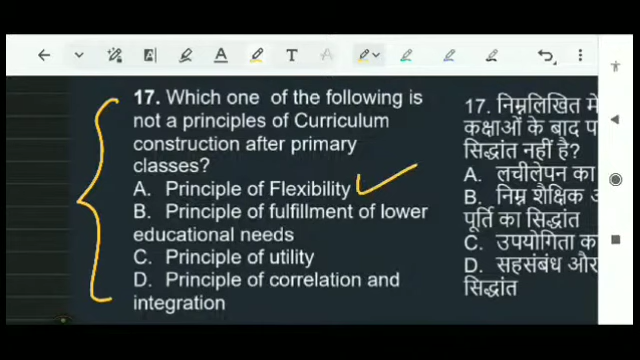 17. Which one of the following is
not a principles of Curriculum
construction after primary
classes?
A. Principle of Flexibility
B. Principle of fulfillment of lower
educational needs
C. Principle of utility
D. Principle of correlation and
integration
17. निम्नलिखित में
कक्षाओं के बाद
सिद्धांत नहीं है?
A. लचीलेपन का
B. निम्न शैक्षिक
पूर्ति का सिद्धांत
C. उपयोगिता का
D. सहसंबंध और
सिद्धांत